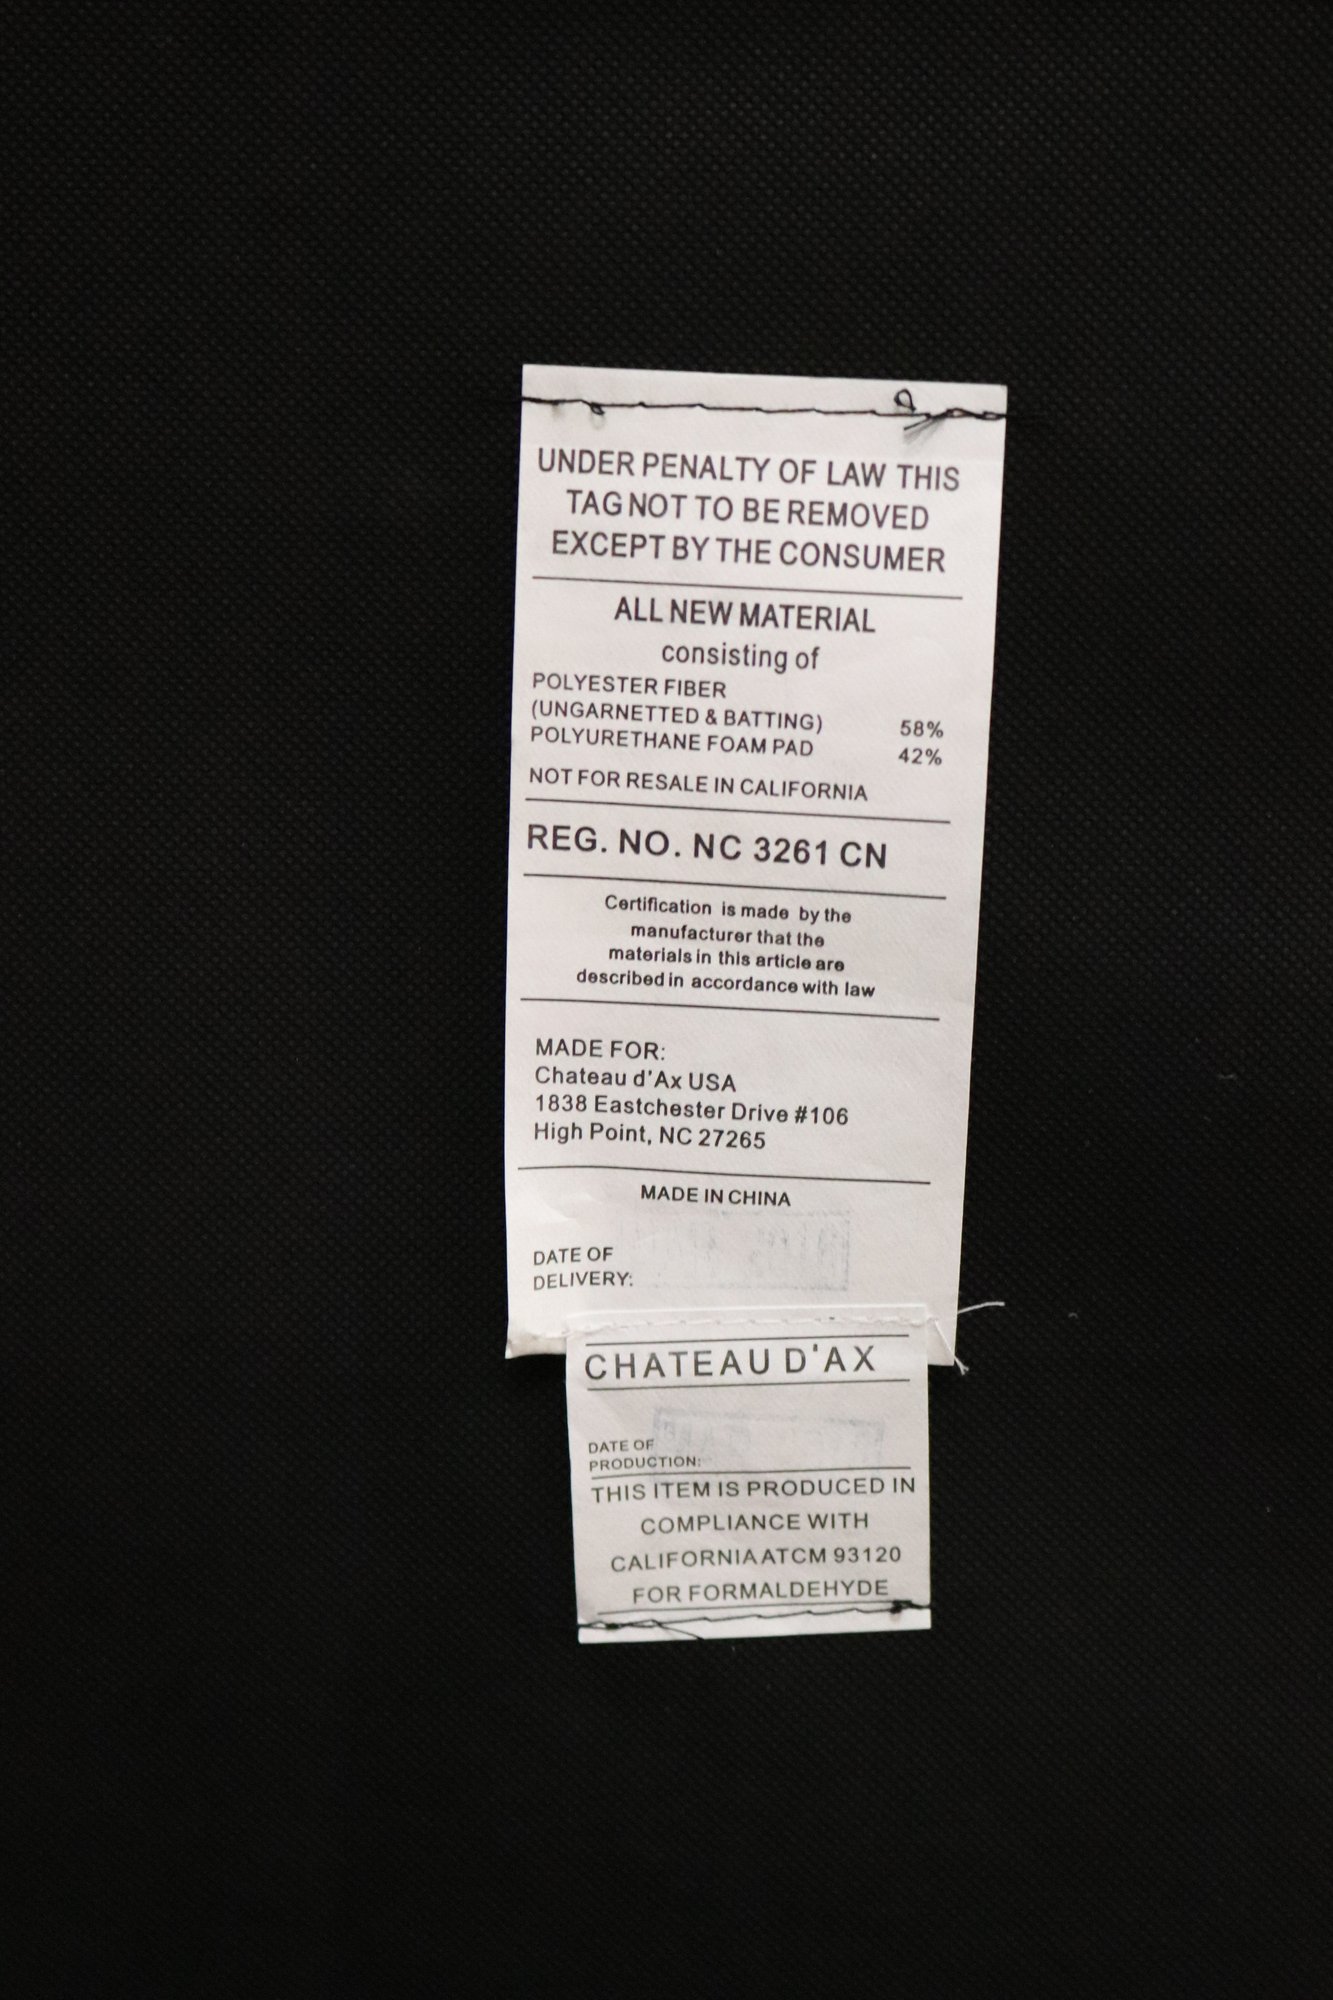 UNDER PENALTY OF LAW THIS
TAG NOT TO BE REMOVED
EXCEPT BY THE CONSUMER
ALL NEW MATERIAL
consisting of
POLYESTER FIBER
(UNGARNETTED & BATTING) 58%
POLYURETHANE FOAM PAD 42%
NOT FOR RESALE IN CALIFORNIA
REG. NO. NC 3261 CN
Certification is made by the
manufacturer that the
materials in this article are
described in accordance with law
MADE FOR:
Chateau d'Ax USA
1838 Eastchester Drive #106
High Point, NC 27265
MADE IN CHINA
DATE OF
DELIVERY:
CHATEAU D'AX
DATE OF
PRODUCTION:
THIS ITEM IS PRODUCED IN
COMPLIANCE WITH
CALIFORNIA ATCM 93120
FOR FORMALDEHYDE